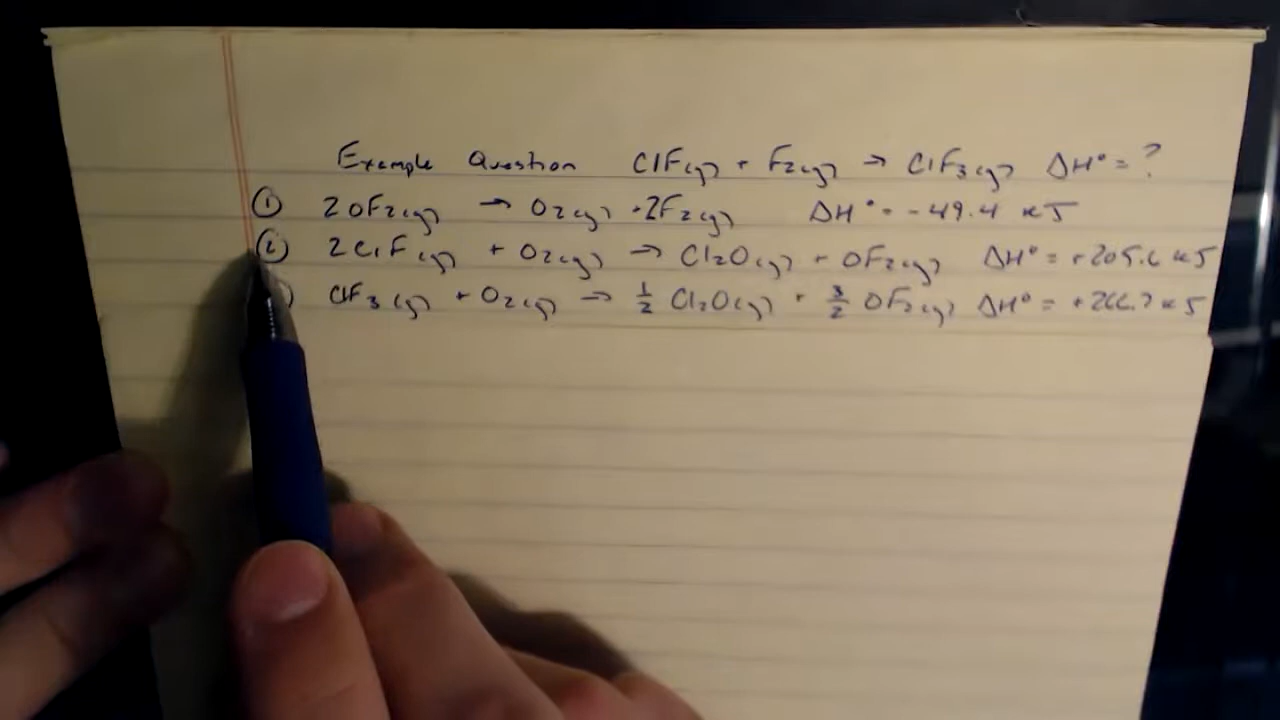 Example Question ClF(g) + F₂(g) → ClF₃(g) ΔH° = ?
① 2OF₂(g) → O₂(g) + 2F₂(g) ΔH° = -49.4 kJ
② 2ClF(g) + O₂(g) → Cl₂O(g) + OF₂(g) ΔH° = +205.6 kJ
ClF₃(g) + O₂(g) → ½ Cl₂O(g) + 3/2 OF₂(g) ΔH° = +266.7 kJ